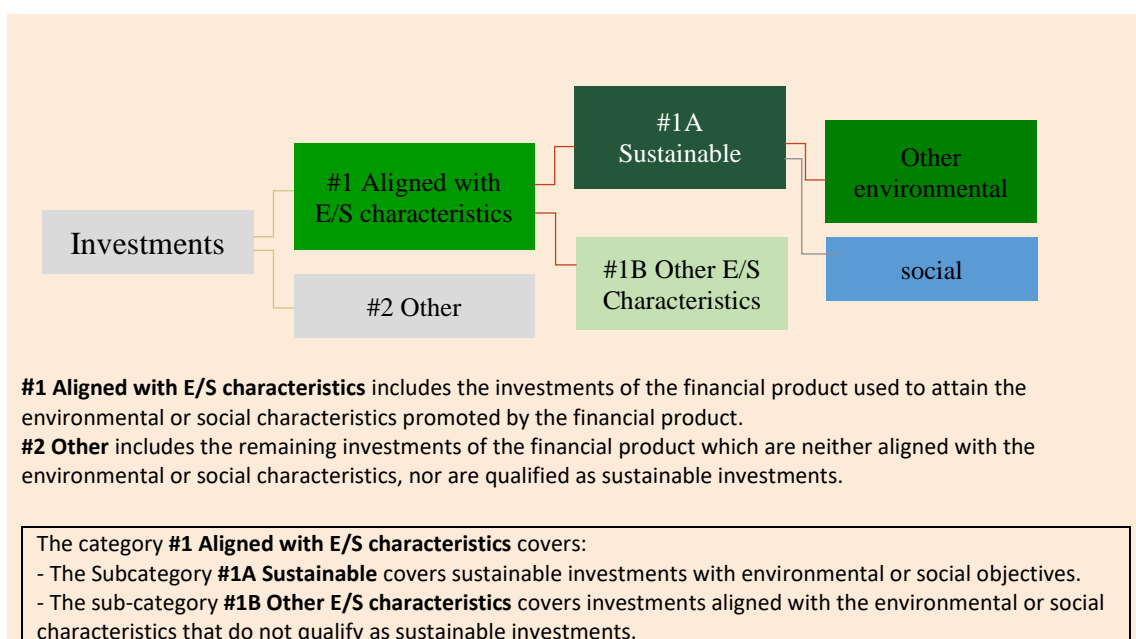 #1A
Sustainable
Other
environmental
#1 Aligned with
E/S characteristics
Investments
#1B Other E/S
Characteristics
social
#2 Other
#1 Aligned with E/S characteristics includes the investments of the financial product used to attain the
environmental or social characteristics promoted by the financial product.
#2 Other includes the remaining investments of the financial product which are neither aligned with the
environmental or social characteristics, nor are qualified as sustainable investments.
The category #1 Aligned with E/S characteristics covers:
- The Subcategory #1A Sustainable covers sustainable investments with environmental or social objectives.
- The sub-category #1B Other E/S characteristics covers investments aligned with the environmental or social
characteristics that do not qualify as sustainable investments.